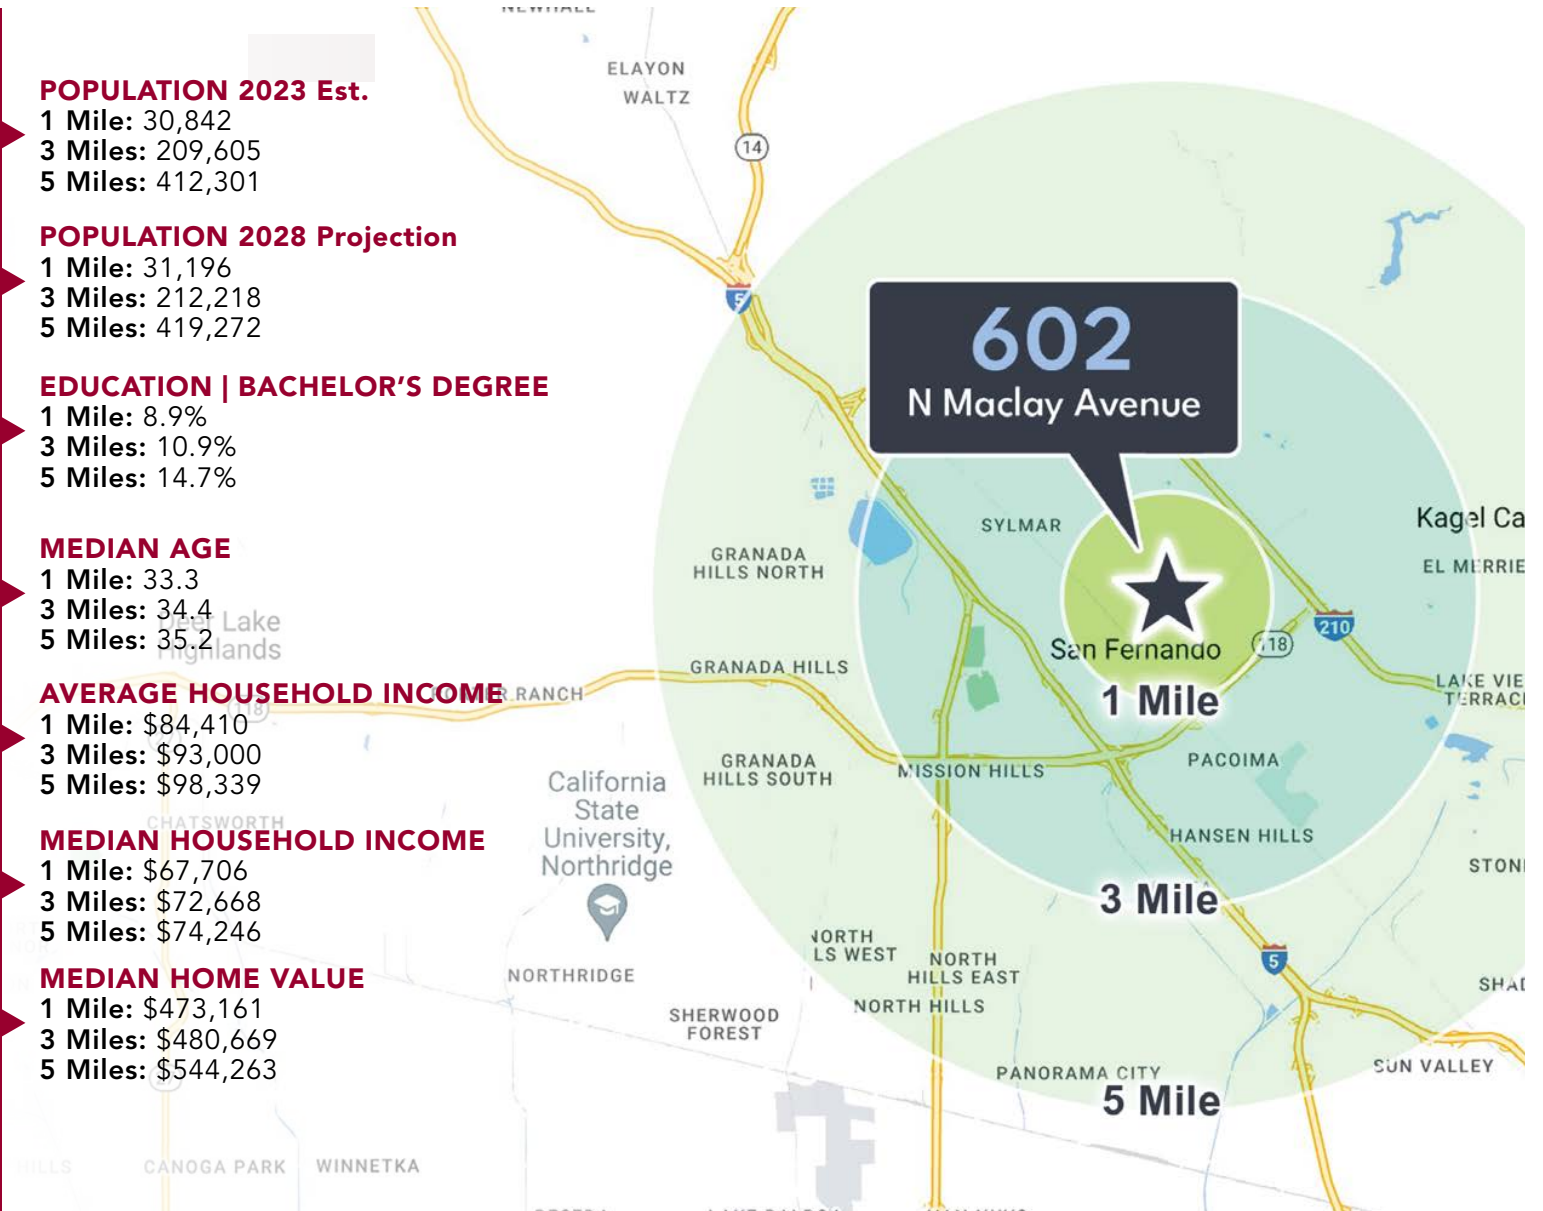 POPULATION 2023 Est.
1 Mile: 30,842
3 Miles: 209,605
5 Miles: 412,301
POPULATION 2028 Projection
1 Mile: 31,196
3 Miles: 212,218
5 Miles: 419,272
EDUCATION | BACHELOR'S DEGREE
1 Mile: 8.9%
3 Miles: 10.9%
5 Miles: 14.7%
MEDIAN AGE
1 Mile: 33.3
3 Miles: 34.4
5 Miles: 35.2
AVERAGE HOUSEHOLD INCOME
1 Mile: $84,410
3 Miles: $93,000
5 Miles: $98,339
MEDIAN HOUSEHOLD INCOME
1 Mile: $67,706
3 Miles: $72,668
5 Miles: $74,246
MEDIAN HOME VALUE
1 Mile: $473,161
3 Miles: $480,669
5 Miles: $544,263
NEWHALL
ELAYON
WALTZ
14
5
602
N Maclay Avenue
SYLMAR
Kagel Ca
GRANADA
HILLS NORTH
EL MERRIE
Deer Lake
Highlands
San Fernando
118
210
GRANADA HILLS
1 Mile
LAKE VIE
TERRAC
RANCH
118
GRANADA
HILLS SOUTH
MISSION HILLS
PACOIMA
California
State
University,
Northridge
CHATSWORTH
HANSEN HILLS
STON
3 Mile
NORTH
LS WEST
NORTH
HILLS EAST
5
NORTHRIDGE
SHAD
NORTH HILLS
SHERWOOD
FOREST
PANORAMA CITY
SUN VALLEY
5 Mile
HILLS
CANOGA PARK
WINNETKA